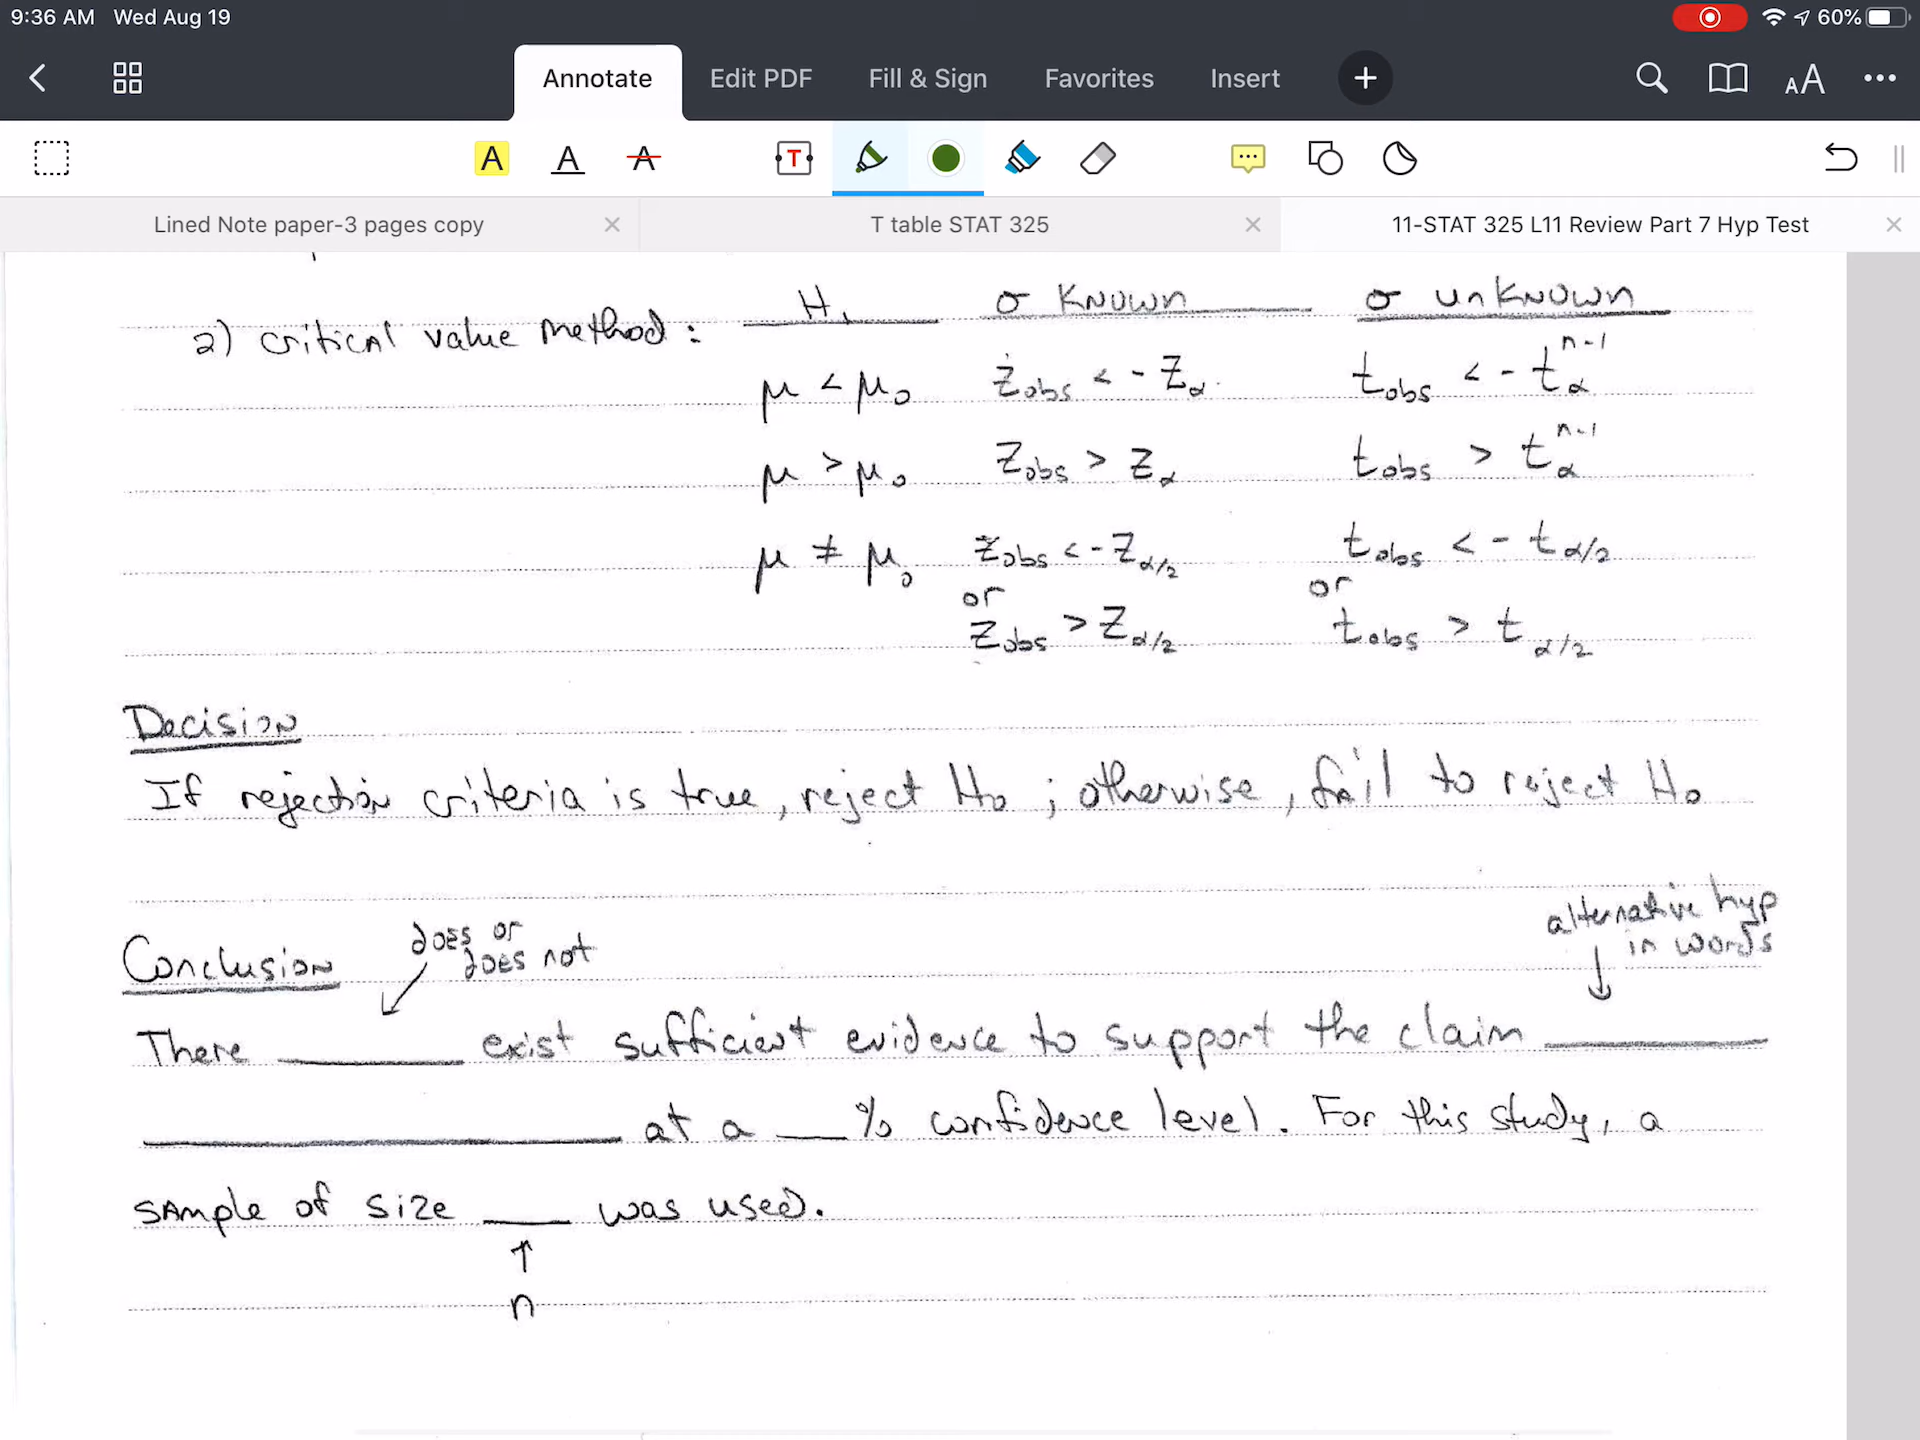 9:36 AM Wed Aug 19 60%
Annotate Edit PDF Fill & Sign Favorites Insert + AA
A A A T
Lined Note paper-3 pages copy T table STAT 325 11-STAT 325 L11 Review Part 7 Hyp Test
H₁ σ Known σ unknown
2) critical value method:
μ < μ₀ Zobs < -Zα tobs < -tα^n-1
μ > μ₀ Zobs > Zα tobs > tα^n-1
μ ≠ μ₀ Zobs < -Zα/2 tobs < -tα/2
or or
Zobs > Zα/2 tobs > tα/2
Decision
If rejection criteria is true, reject H₀; otherwise, fail to reject H₀
alternative hyp
in words
does or
does not
Conclusion
There ____ exist sufficient evidence to support the claim ____
____ at a __% confidence level. For this study, a
sample of size ___ was used.
↑
n